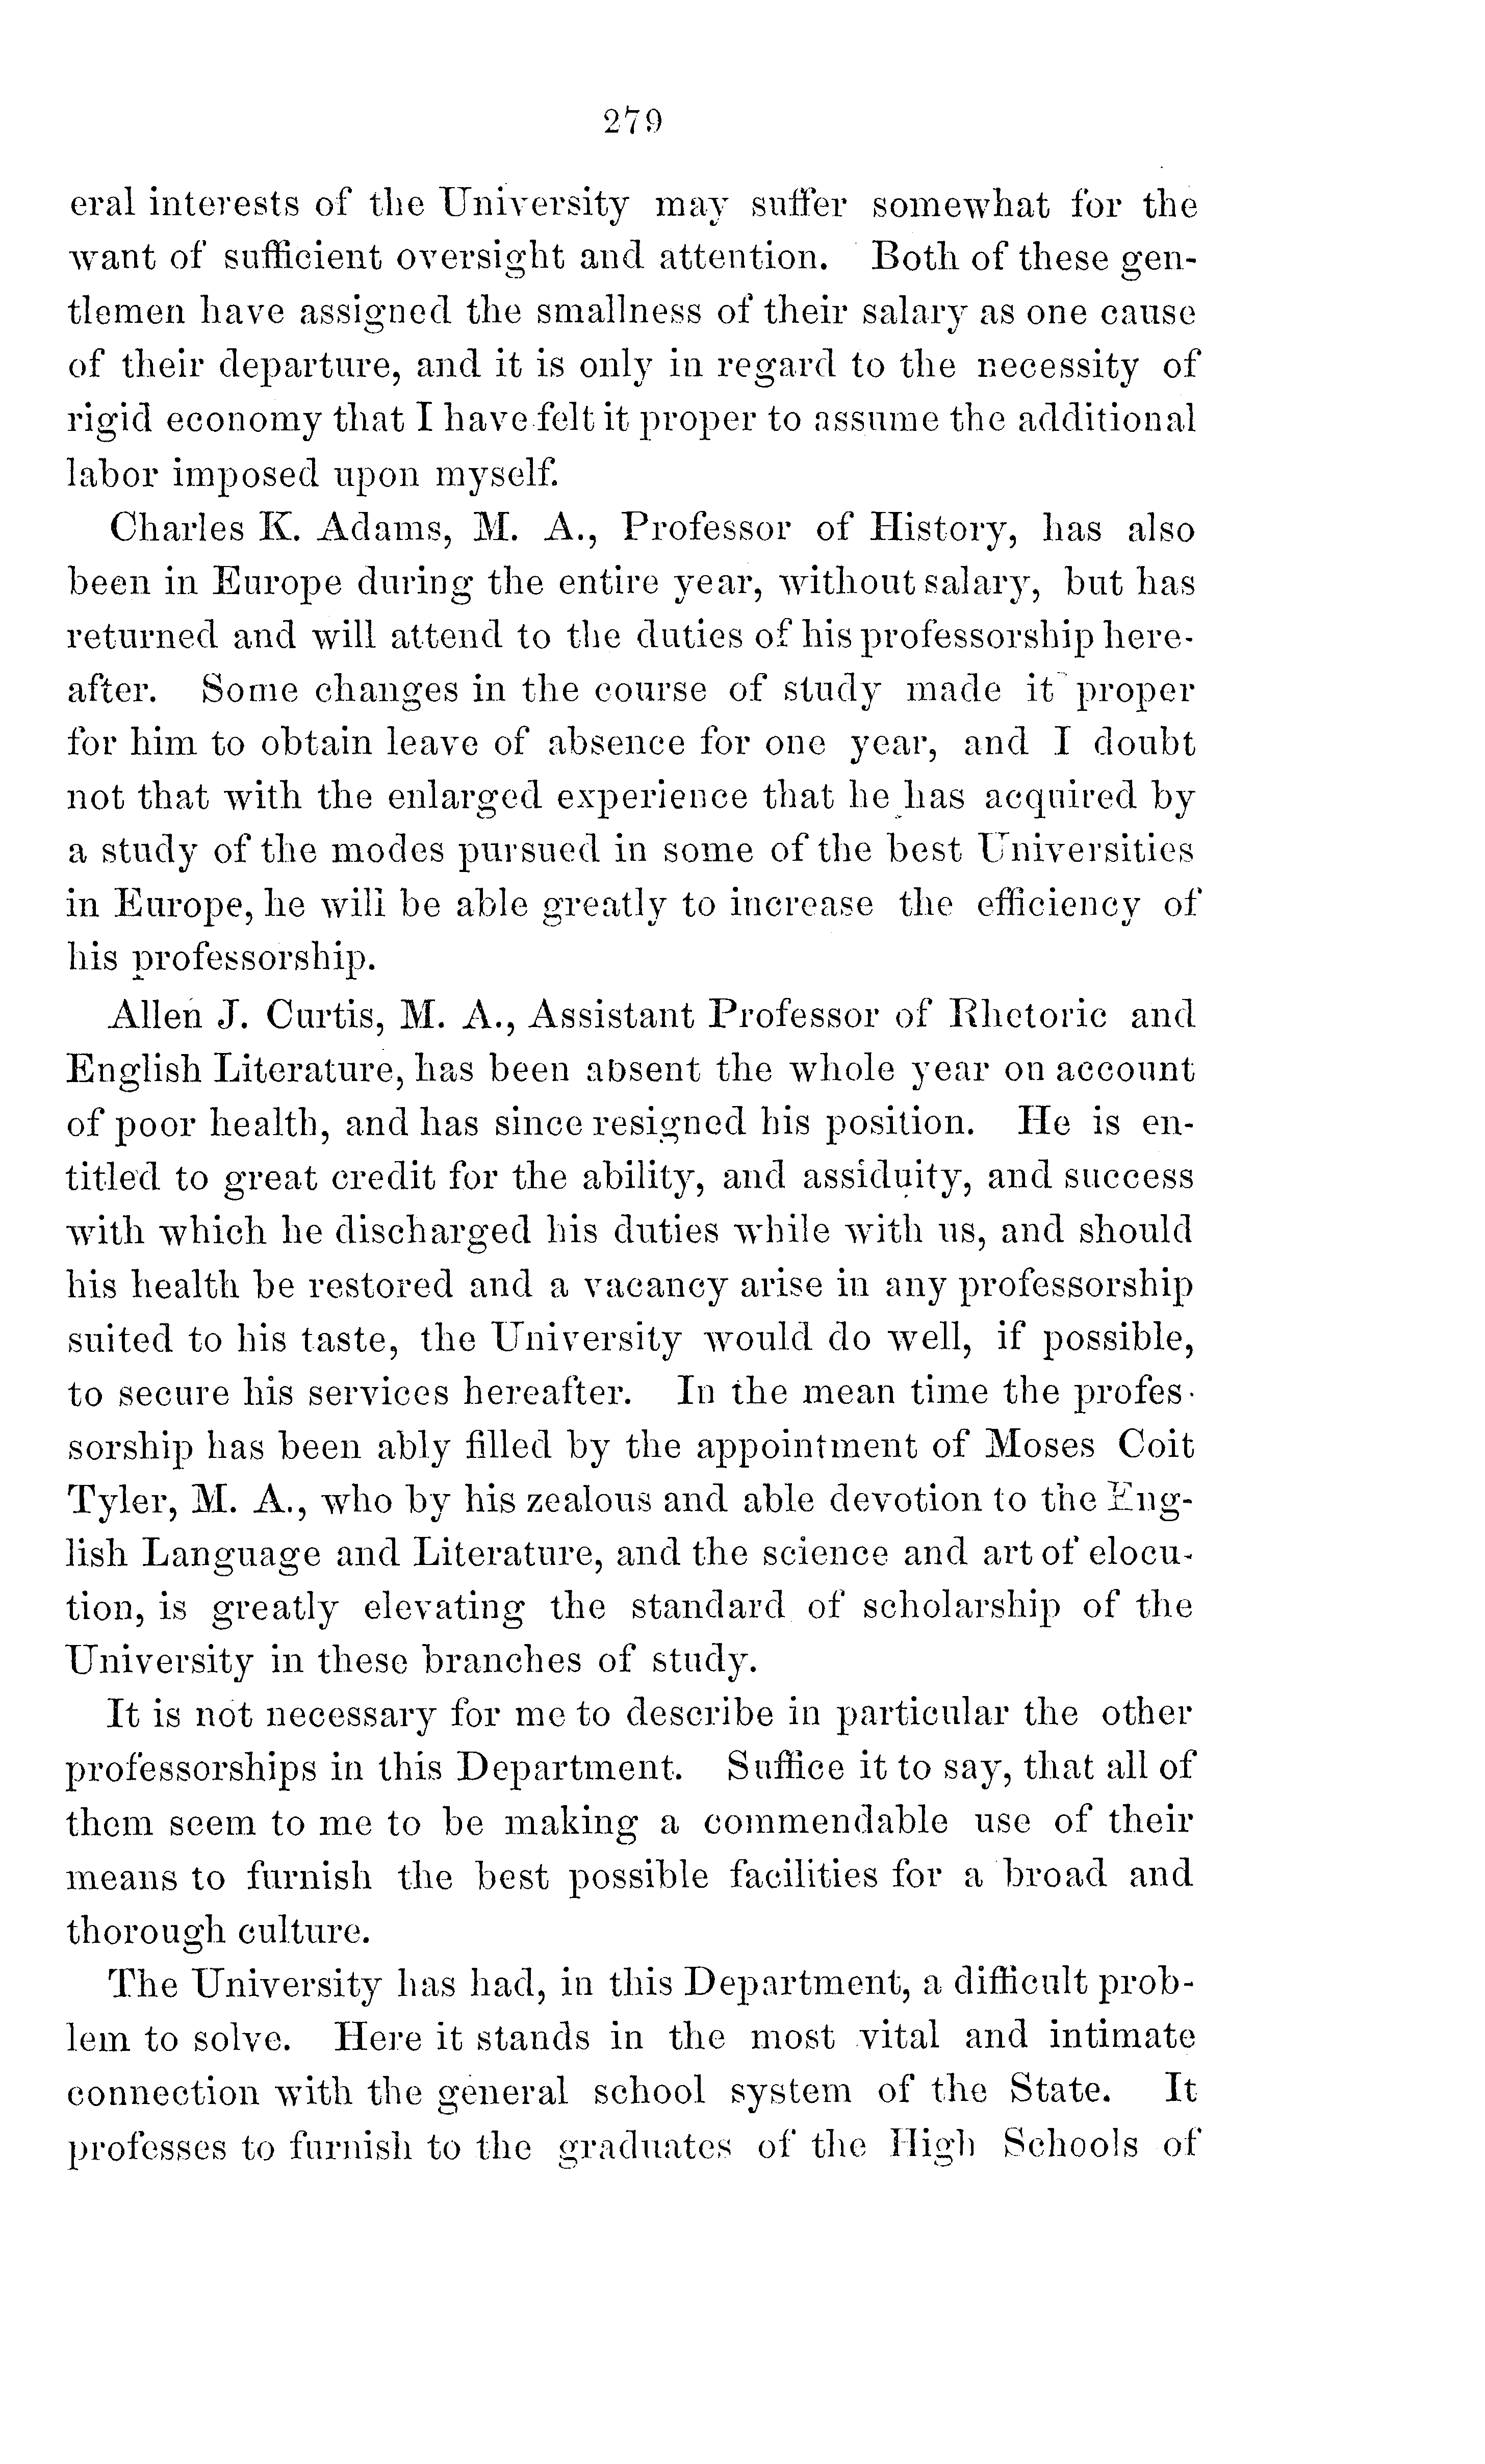 279
eral interests of the University may suffer somewhat for the
want of sufficient oversight and attention. Both of these gen-
tlemen have assigned the smallness of their salary as one cause
of their departure, and it is only in regard to the necessity of
rigid economy that I have felt it proper to assume the additional
labor imposed upon myself.
Charles K. Adams, M. A., Professor of History, has also
been in Europe during the entire year, without salary, but has
returned and will attend to the duties of his professorship here-
after. Some changes in the course of study made it proper
for him to obtain leave of absence for one year, and I doubt
not that with the enlarged experience that he has acquired by
a study of the modes pursued in some of the best Universities
in Europe, he will be able greatly to increase the efficiency of
his professorship.
Allen J. Curtis, M. A., Assistant Professor of Rhetoric and
English Literature, has been absent the whole year on account
of poor health, and has since resigned his position. He is en-
titled to great credit for the ability, and assiduity, and success
with which he discharged his duties while with us, and should
his health be restored and a vacancy arise in any professorship
suited to his taste, the University would do well, if possible,
to secure his services hereafter. In the mean time the profes-
sorship has been ably filled by the appointment of Moses Coit
Tyler, M. A., who by his zealous and able devotion to the Eng-
lish Language and Literature, and the science and art of elocu-
tion, is greatly elevating the standard of scholarship of the
University in these branches of study.
It is not necessary for me to describe in particular the other
professorships in this Department. Suffice it to say, that all of
them seem to me to be making a commendable use of their
means to furnish the best possible facilities for a broad and
thorough culture.
The University has had, in this Department, a difficult prob-
lem to solve. Here it stands in the most vital and intimate
connection with the general school system of the State. It
professes to furnish to the graduates of the High Schools of